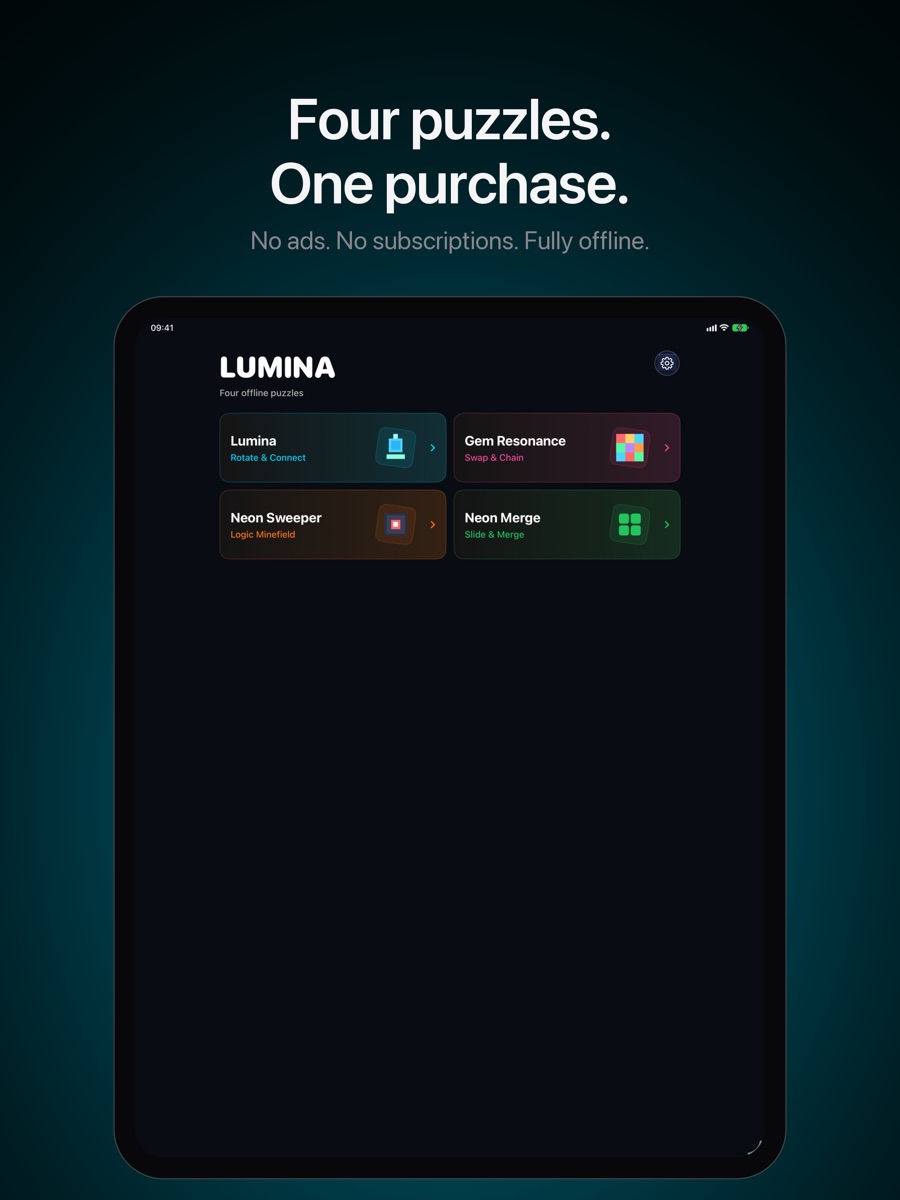 Four puzzles.
One purchase.
No ads. No subscriptions. Fully offline.
09:41
LUMINA
Four offline puzzles
Lumina
Rotate & Connect
Gem Resonance
Swap & Chain
Neon Sweeper
Logic Minefield
Neon Merge
Slide & Merge